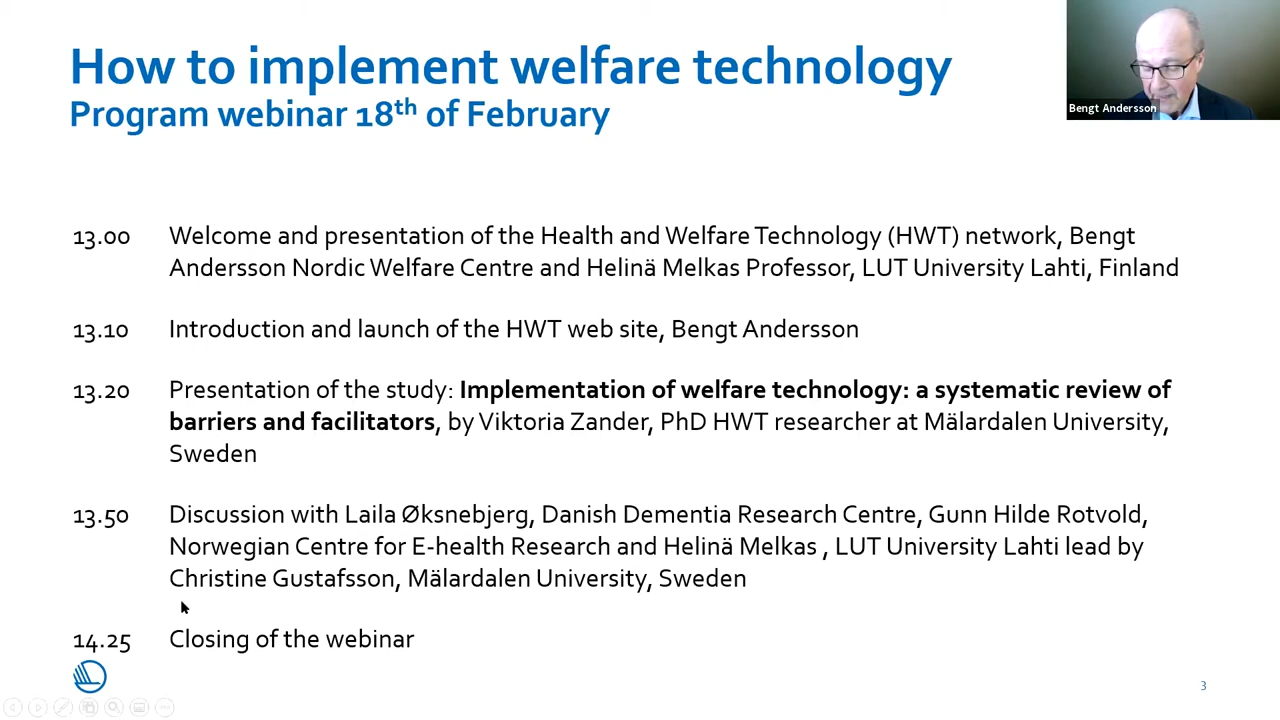 How to implement welfare technology
Program webinar 18th of February
Bengt Andersson
13.00 Welcome and presentation of the Health and Welfare Technology (HWT) network, Bengt
Andersson Nordic Welfare Centre and Helinä Melkas Professor, LUT University Lahti, Finland
13.10 Introduction and launch of the HWT web site, Bengt Andersson
13.20 Presentation of the study: Implementation of welfare technology: a systematic review of
barriers and facilitators, by Viktoria Zander, PhD HWT researcher at Mälardalen University,
Sweden
13.50 Discussion with Laila Øksnebjerg, Danish Dementia Research Centre, Gunn Hilde Rotvold,
Norwegian Centre for E-health Research and Helinä Melkas , LUT University Lahti lead by
Christine Gustafsson, Mälardalen University, Sweden
14.25 Closing of the webinar
3